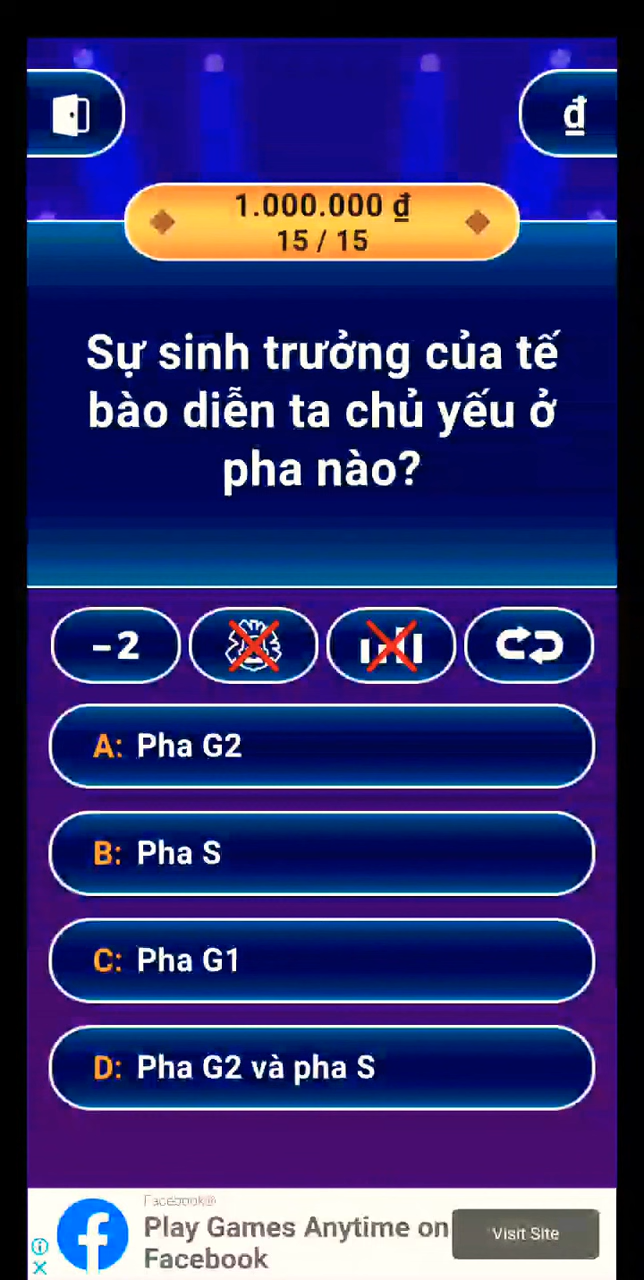 ₫
1.000.000 ₫
15 / 15
Sự sinh trưởng của tế
bào diễn ta chủ yếu ở
pha nào?
-2
A: Pha G2
B: Pha S
C: Pha G1
D: Pha G2 và pha S
Facebook®
Play Games Anytime on
Facebook
Visit Site